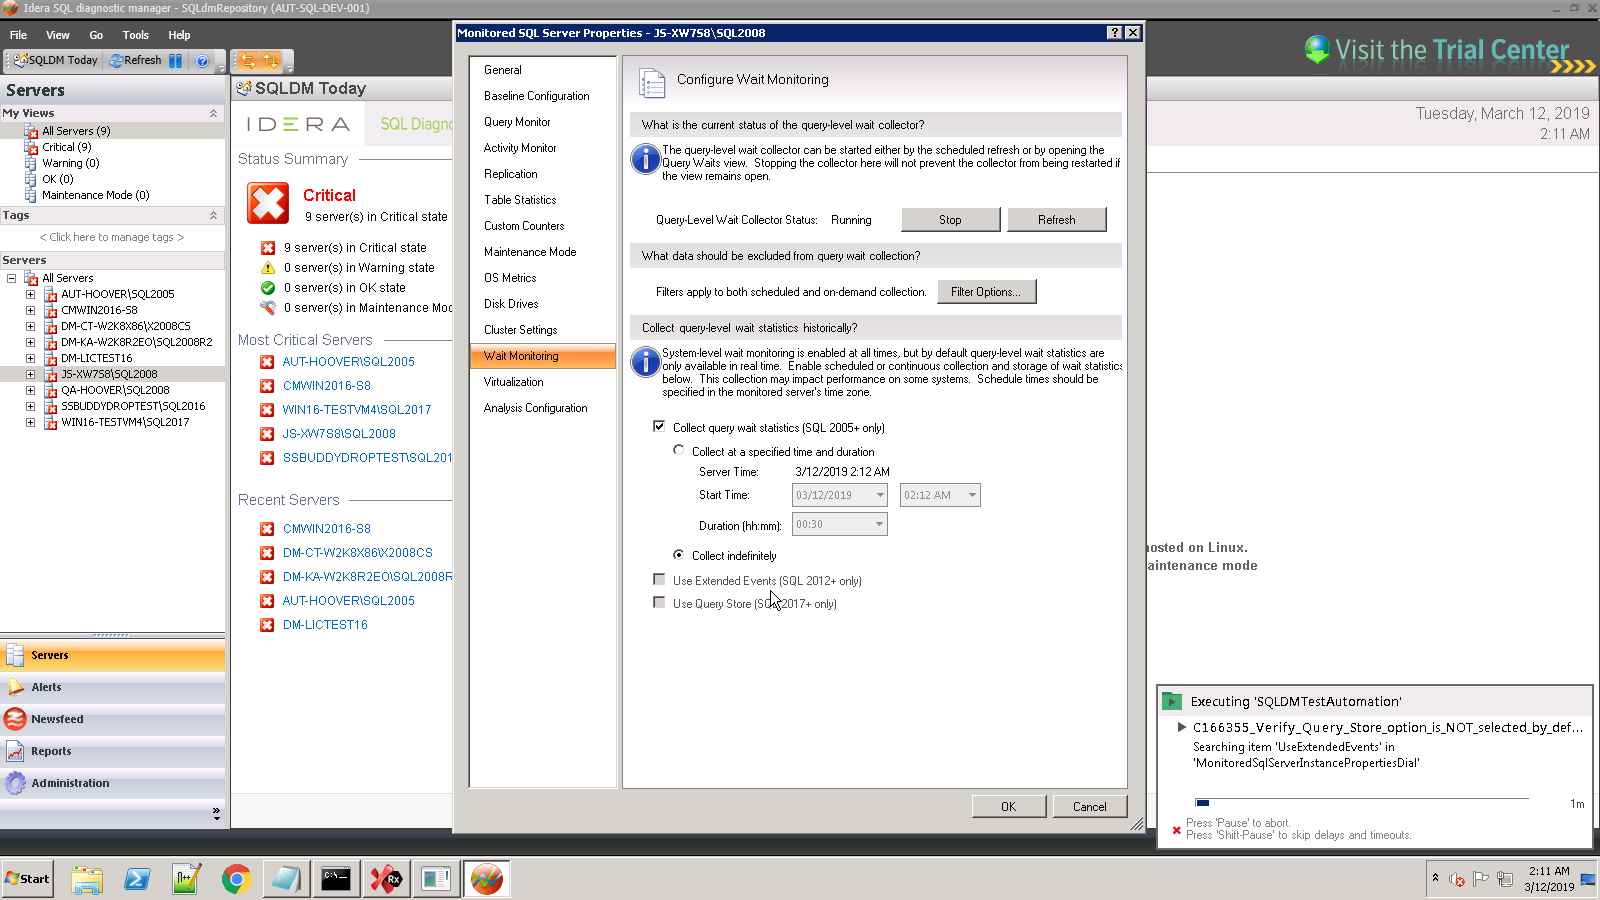 Idera SQL diagnostic manager - SQLdmRepository (AUT-SQL-DEV-001)
File View Go Tools Help
SQLDM Today Refresh
Visit the Trial Center
Servers
My Views
All Servers (9)
Critical (9)
Warning (0)
OK (0)
Maintenance Mode (0)
Tags
< Click here to manage tags >
Servers
All Servers
AUT-HOOVER\SQL2005
CMWIN2016-S8
DM-CT-W2K8X86\X2008CS
DM-KA-W2K8R2EO\SQL2008R2
DM-LICTEST16
JS-XW7S8\SQL2008
QA-HOOVER\SQL2008
SSBUDDYDROPTEST\SQL2016
WIN16-TESTVM4\SQL2017
Servers
Alerts
Newsfeed
Reports
Administration
SQLDM Today
IDERA SQL Diagn
Status Summary
Critical
9 server(s) in Critical state
9 server(s) in Critical state
0 server(s) in Warning state
0 server(s) in OK state
0 server(s) in Maintenance Mo
Most Critical Servers
AUT-HOOVER\SQL2005
CMWIN2016-S8
WIN16-TESTVM4\SQL2017
JS-XW7S8\SQL2008
SSBUDDYDROPTEST\SQL201
Recent Servers
CMWIN2016-S8
DM-CT-W2K8X86\X2008CS
DM-KA-W2K8R2EO\SQL2008R
AUT-HOOVER\SQL2005
DM-LICTEST16
Monitored SQL Server Properties - JS-XW7S8\SQL2008
General
Baseline Configuration
Query Monitor
Activity Monitor
Replication
Table Statistics
Custom Counters
Maintenance Mode
OS Metrics
Disk Drives
Cluster Settings
Wait Monitoring
Virtualization
Analysis Configuration
Configure Wait Monitoring
What is the current status of the query-level wait collector?
The query-level wait collector can be started either by the scheduled refresh or by opening the
Query Waits view. Stopping the collector here will not prevent the collector from being restarted if
the view remains open.
Query-Level Wait Collector Status: Running Stop Refresh
What data should be excluded from query wait collection?
Filters apply to both scheduled and on-demand collection. Filter Options...
Collect query-level wait statistics historically?
System-level wait monitoring is enabled at all times, but by default query-level wait statistics are
only available in real time. Enable scheduled or continuous collection and storage of wait statistics
below. This collection may impact performance on some systems. Schedule times should be
specified in the monitored server's time zone.
Collect query wait statistics (SQL 2005+ only)
Collect at a specified time and duration
Server Time: 3/12/2019 2:12 AM
Start Time: 03/12/2019 02:12 AM
Duration (hh:mm): 00:30
Collect indefinitely
Use Extended Events (SQL 2012+ only)
Use Query Store (SQL 2017+ only)
OK Cancel
Tuesday, March 12, 2019
2:11 AM
hosted on Linux.
aintenance mode
Executing 'SQLDMTestAutomation'
C166355_Verify_Query_Store_option_is_NOT_selected_by_def...
Searching item 'UseExtendedEvents' in
'MonitoredSqlServerInstancePropertiesDial'
1m
Press 'Pause' to abort.
Press 'Shift-Pause' to skip delays and timeouts.
Start
2:11 AM
3/12/2019